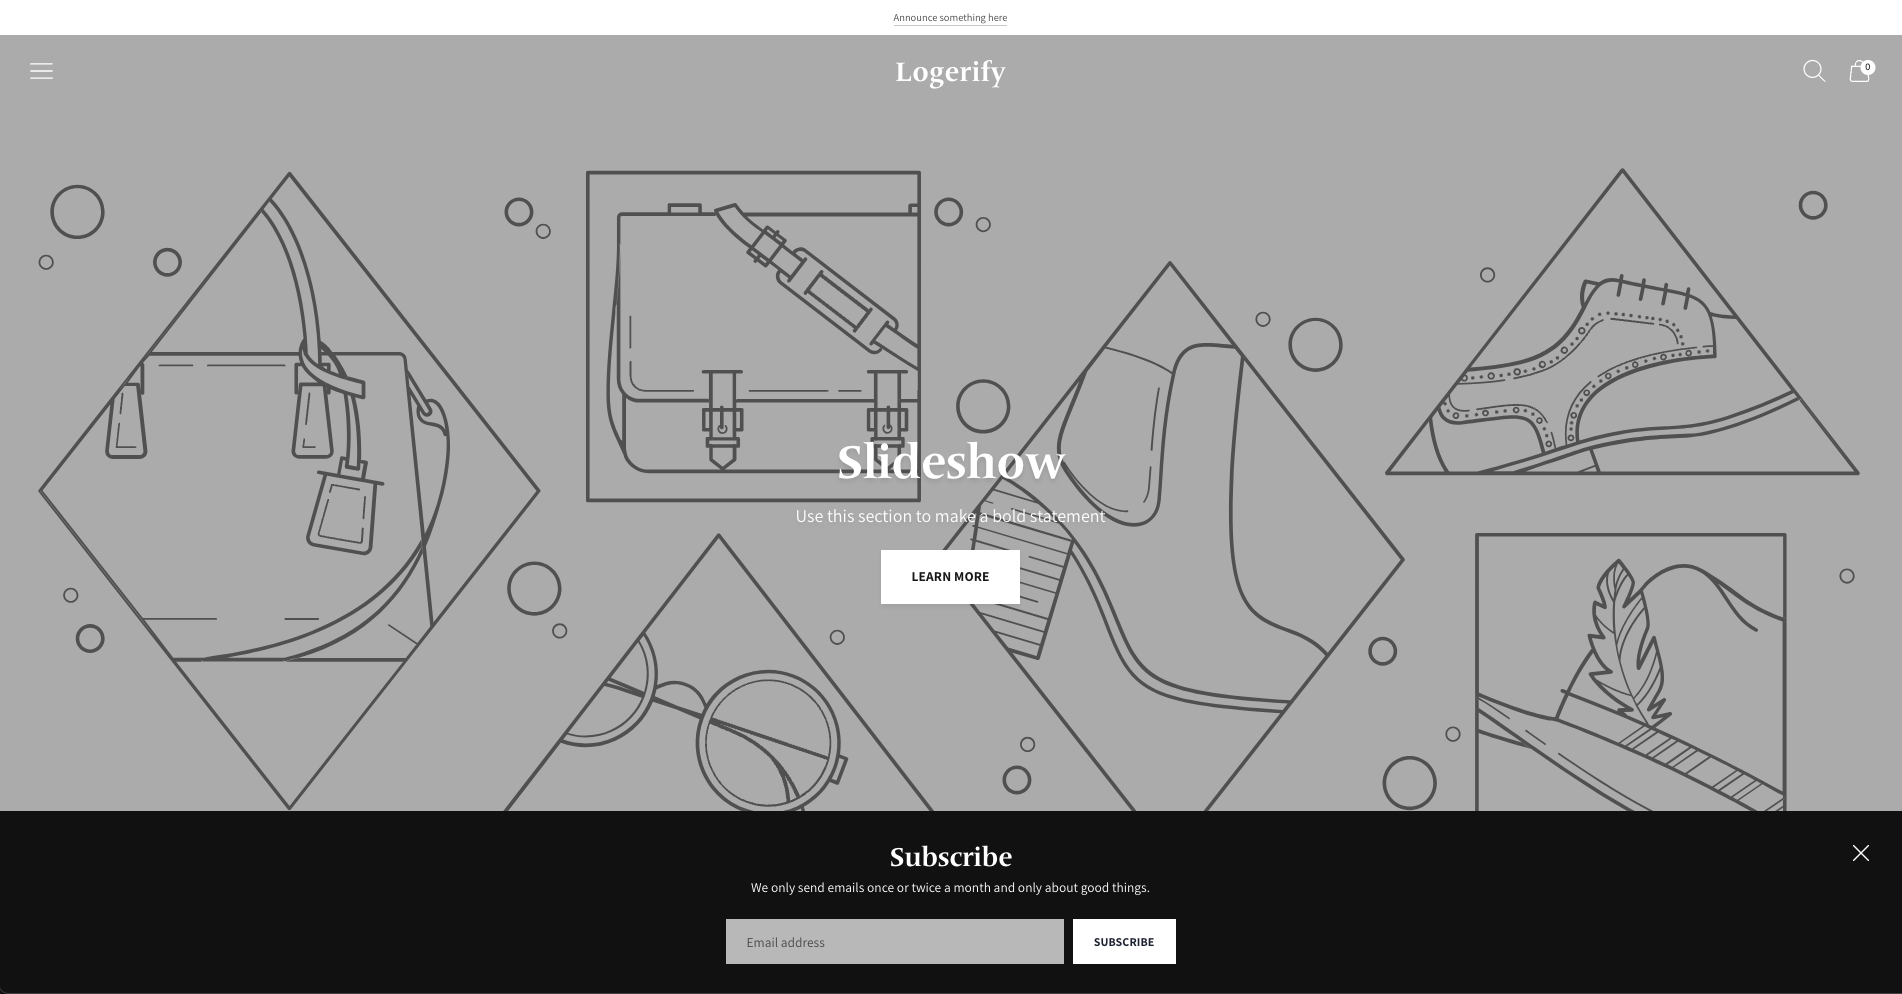 Announce something here
Logerify
0
Slideshow
Use this section to make a bold statement
LEARN MORE
Subscribe
We only send emails once or twice a month and only about good things.
Email address
SUBSCRIBE